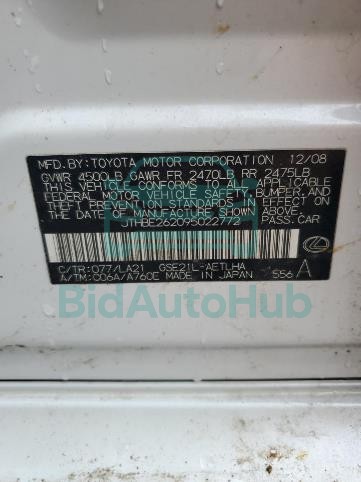 MFD.BY: TOYOTA MOTOR CORPORATION 12/08
GVWR 4500LB GAWR FR 2470LB RR 2475LB
THIS VEHICLE CONFORMS TO ALL APPLICABLE
FEDERAL MOTOR VEHICLE SAFETY, BUMPER, AND
THEFT PREVENTION STANDARDS IN EFFECT ON
THE DATE OF MANUFACTURE SHOWN ABOVE.
JTHBE262095022772 PASS.CAR
C/TR: 077/LA21 GSE21L-AETLHA
A/TM: C06A/A760E MADE IN JAPAN 556 A
BidAutoHub